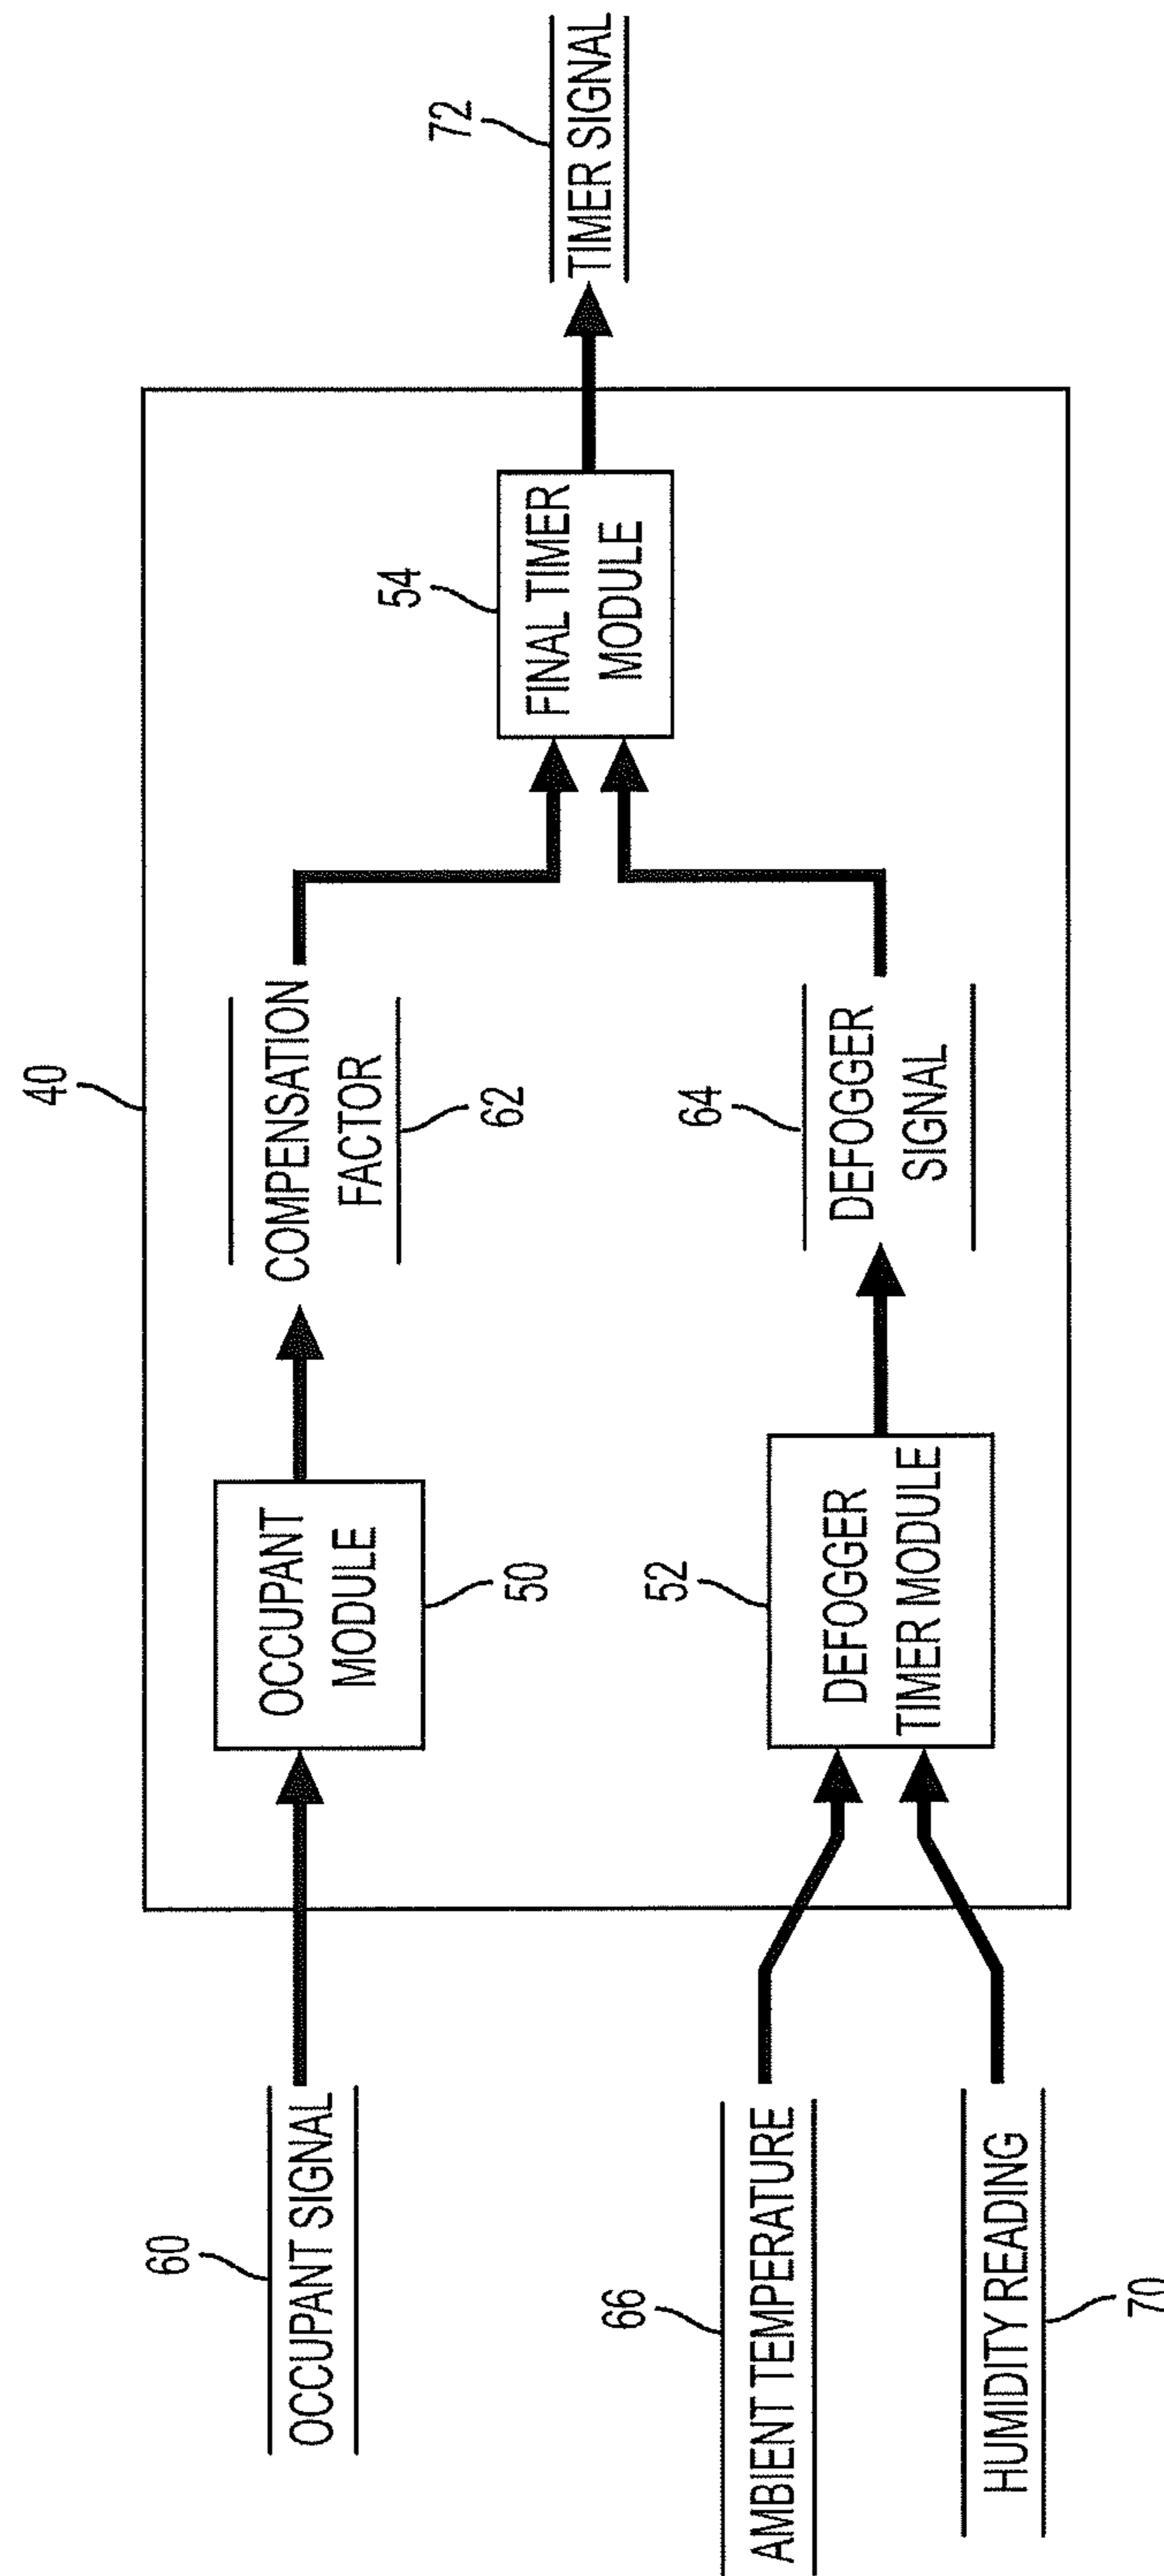 40
60
OCCUPANT SIGNAL
OCCUPANT
MODULE
50
COMPENSATION
FACTOR
62
66
AMBIENT TEMPERATURE
HUMIDITY READING
70
52
DEFOGGER
TIMER MODULE
64
DEFOGGER
SIGNAL
54
FINAL TIMER
MODULE
72
TIMER SIGNAL